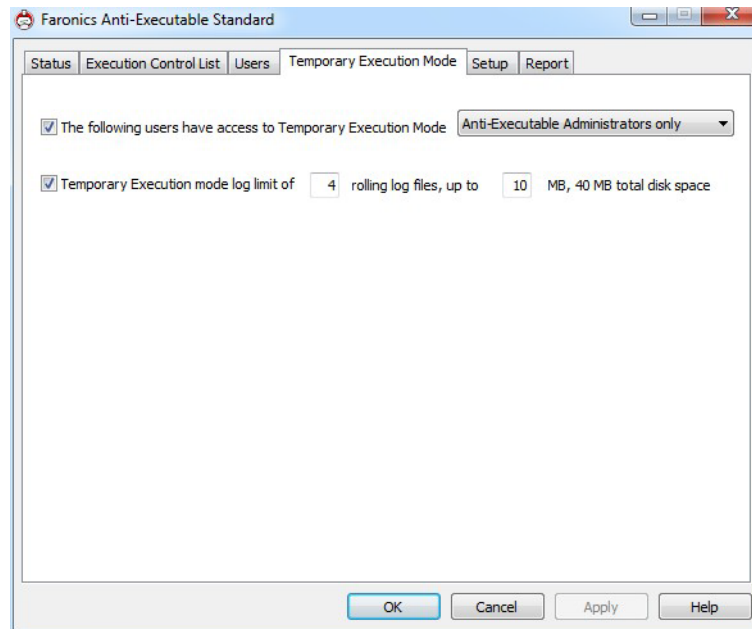 Faronics Anti-Executable Standard
Status Execution Control List Users Temporary Execution Mode Setup Report
The following users have access to Temporary Execution Mode Anti-Executable Administrators only
Temporary Execution mode log limit of 4 rolling log files, up to 10 MB, 40 MB total disk space
OK Cancel Apply Help